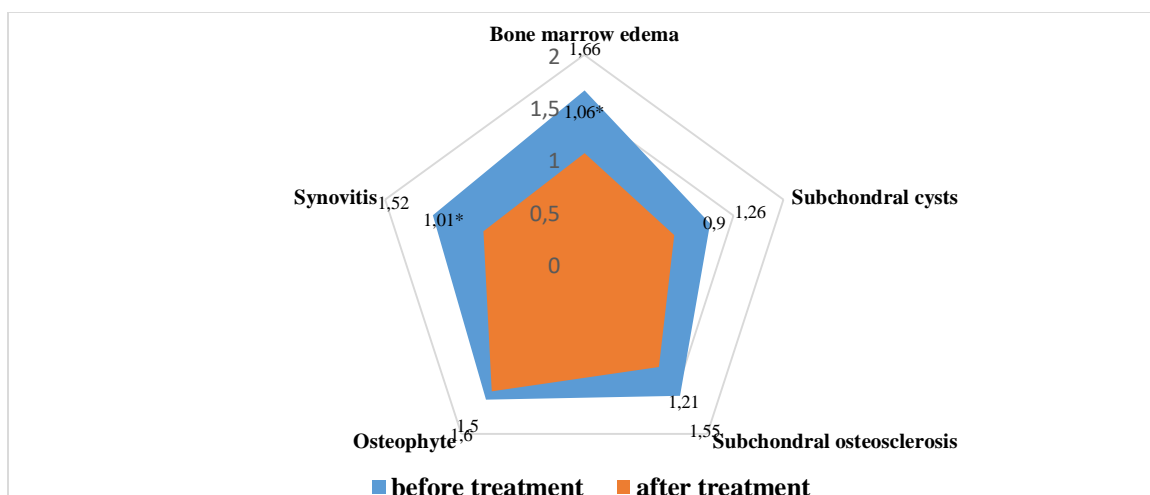 Bone marrow edema
1,66
2
1,5
1,06*
1
Synovitis
1,52
Subchondral cysts
1,01*
0,5
0,9
1,26
0
1,21
Osteophyte
1,5
1,6
1,55
Subchondral osteosclerosis
before treatment
after treatment